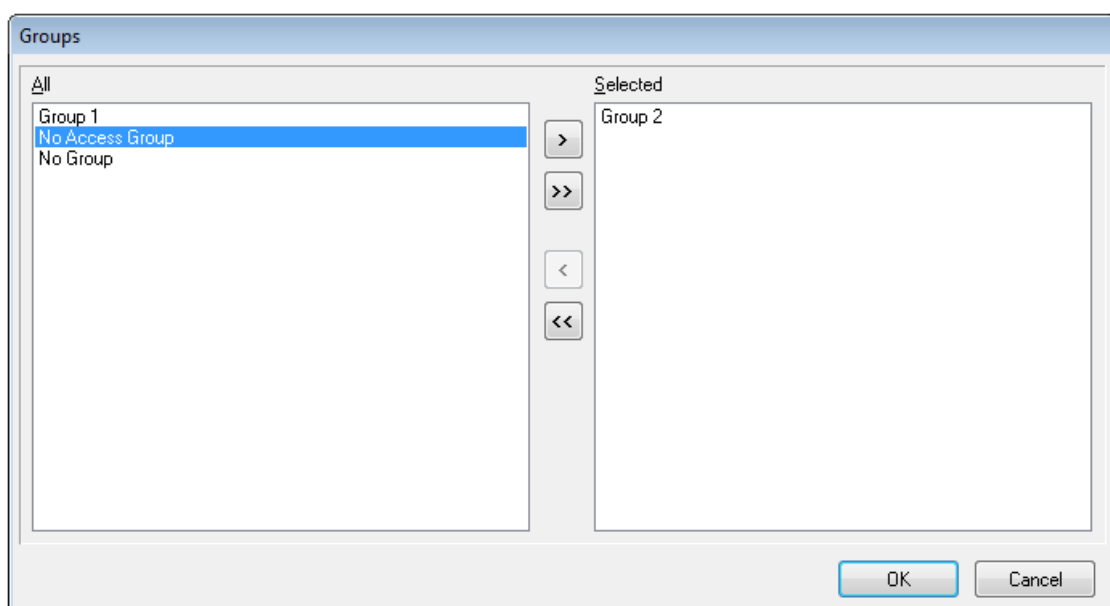 Groups
All
Selected
Group 1
No Access Group
No Group
Group 2
>
>>
<
<<
OK
Cancel